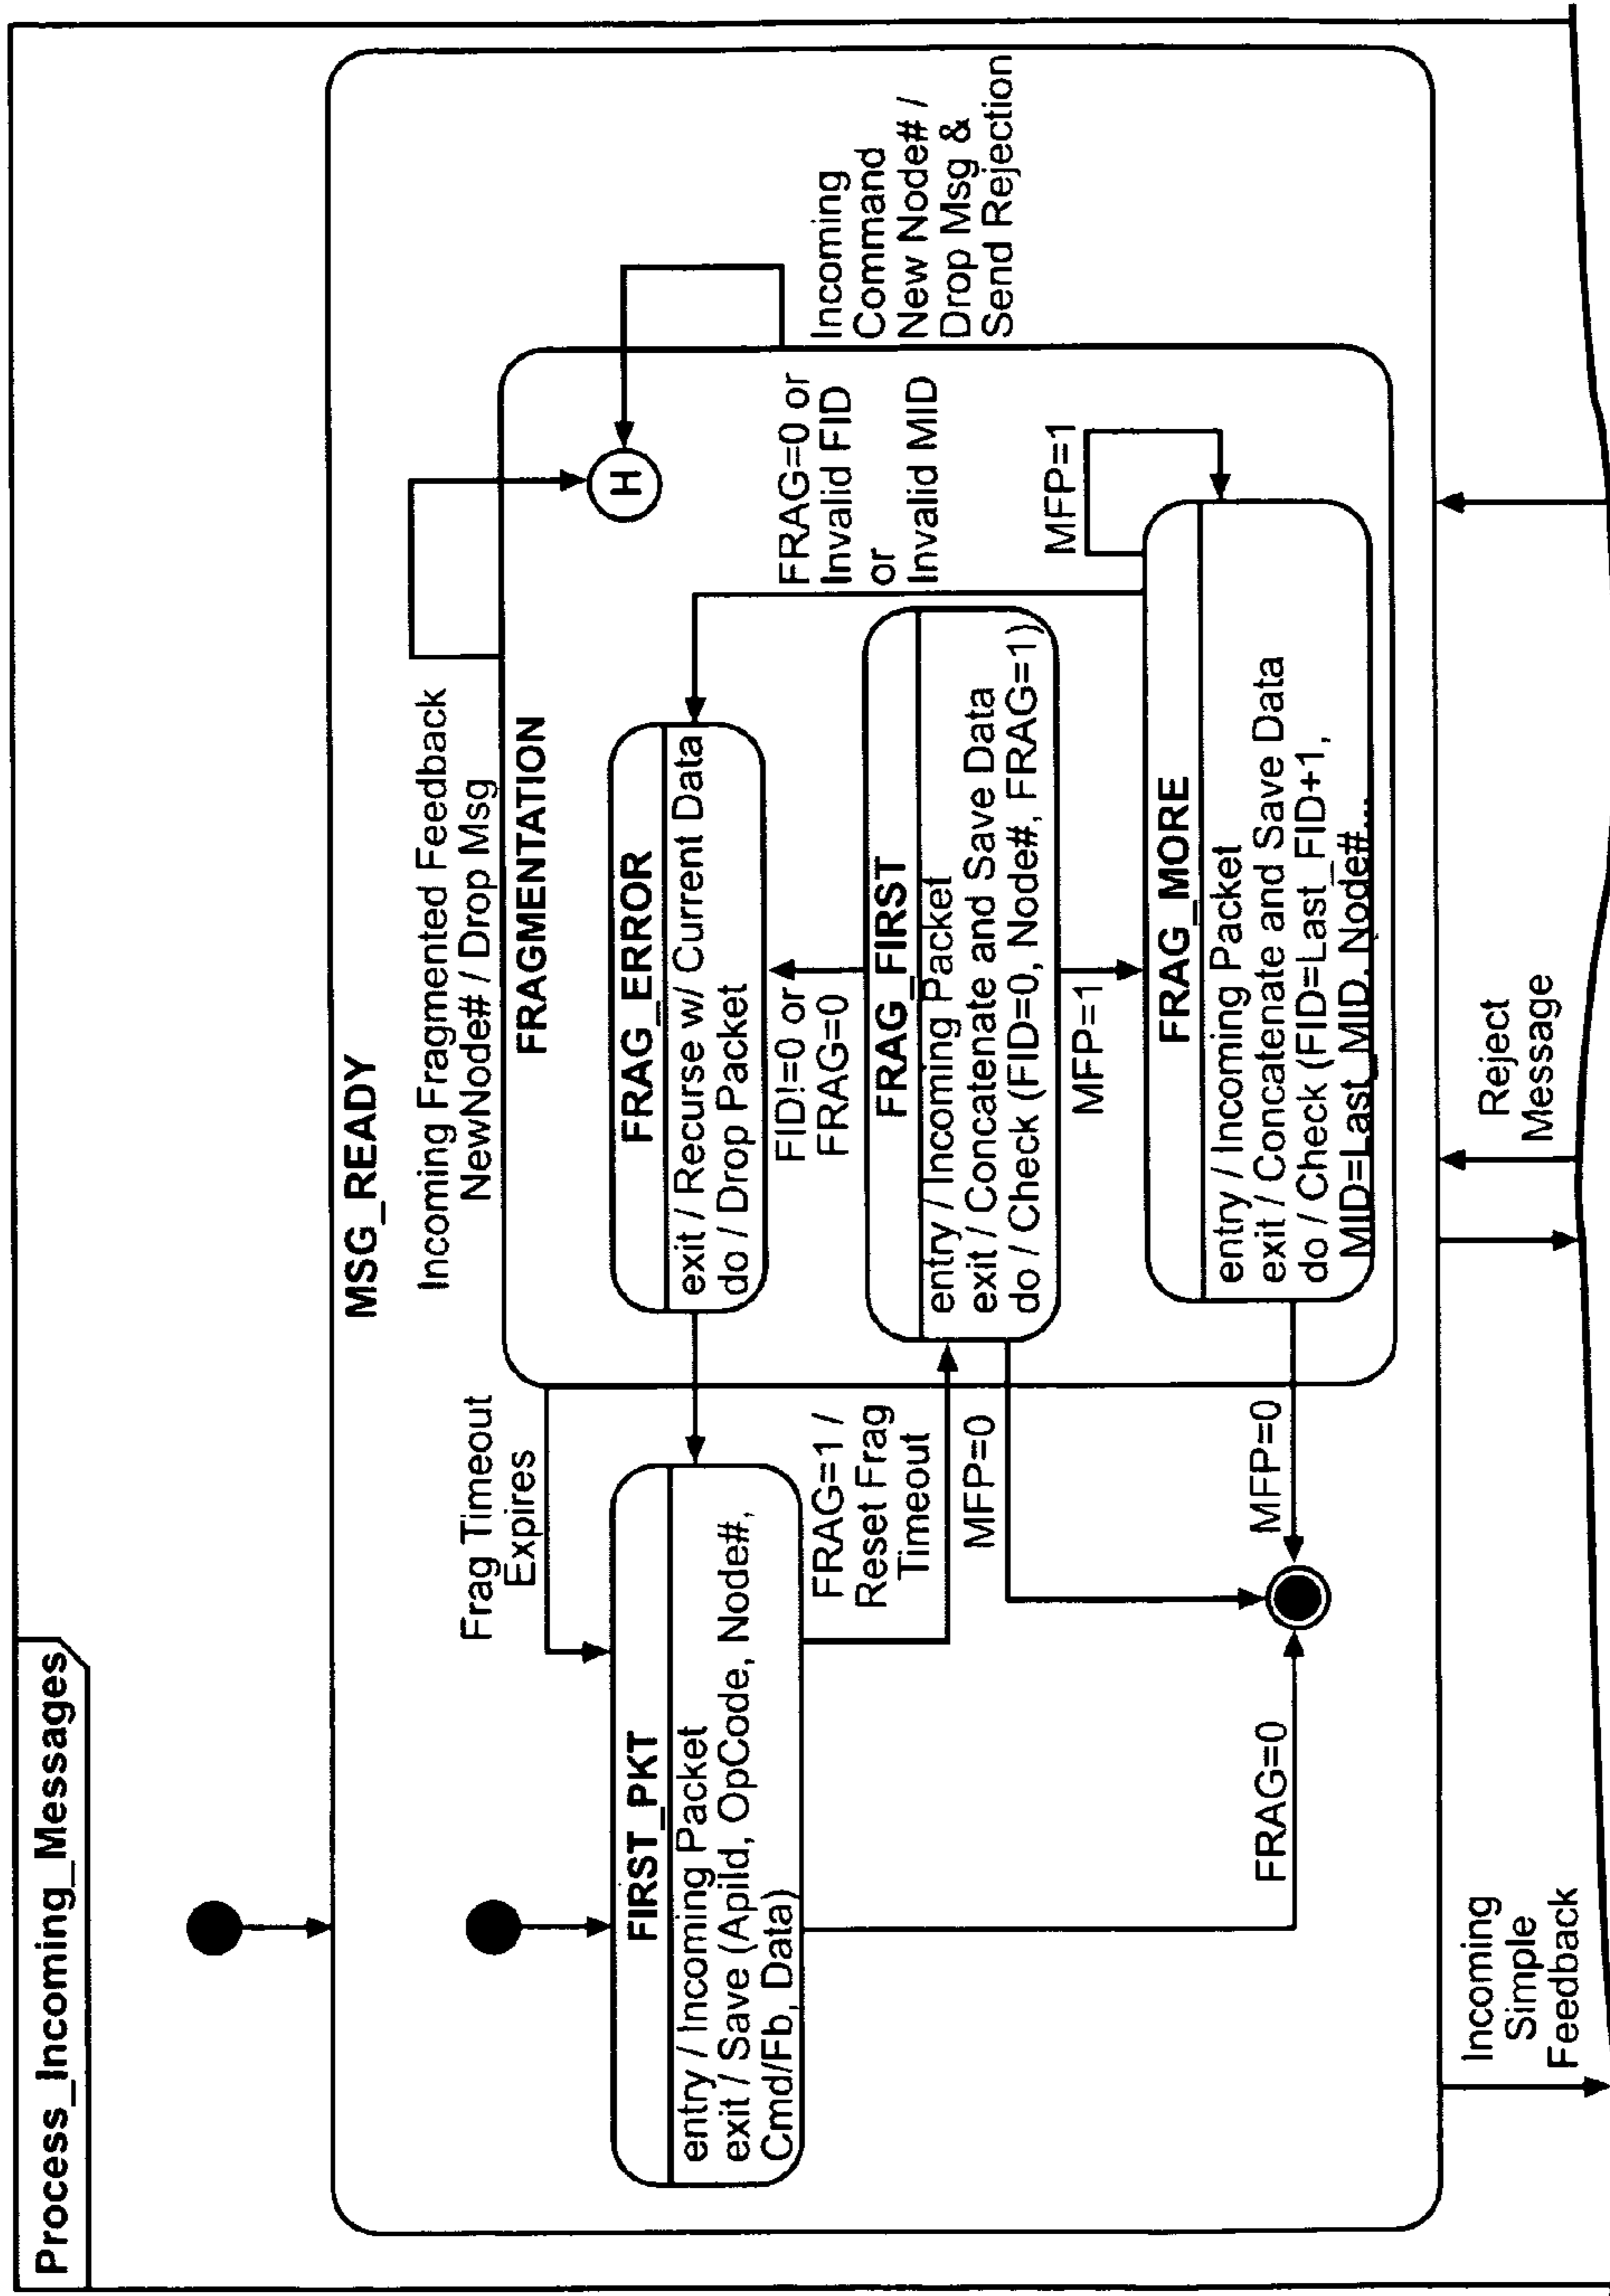 Process_Incoming_Messages
MSG_READY
Incoming Fragmented Feedback
NewNode# / Drop Msg
Frag Timeout
Expires
FRAGMENTATION
H
Incoming
Command
New Node# /
Drop Msg &
Send Rejection
FIRST_PKT
entry / Incoming Packet
exit / Save (ApiId, OpCode, Node#,
Cmd/Fb, Data)
FRAG_ERROR
exit / Recurse w/ Current Data
do / Drop Packet
FRAG=0 or
Invalid FID
or
Invalid MID
FID!=0 or
FRAG=0
FRAG=1 /
Reset Frag
Timeout
FRAG_FIRST
entry / Incoming Packet
exit / Concatenate and Save Data
do / Check (FID=0, Node#, FRAG=1)
MFP=0
MFP=1
MFP=1
FRAG_MORE
entry / Incoming Packet
exit / Concatenate and Save Data
do / Check (FID=Last_FID+1,
MID=Last_MID, Node#...
MFP=0
FRAG=0
Incoming
Simple
Feedback
Reject
Message